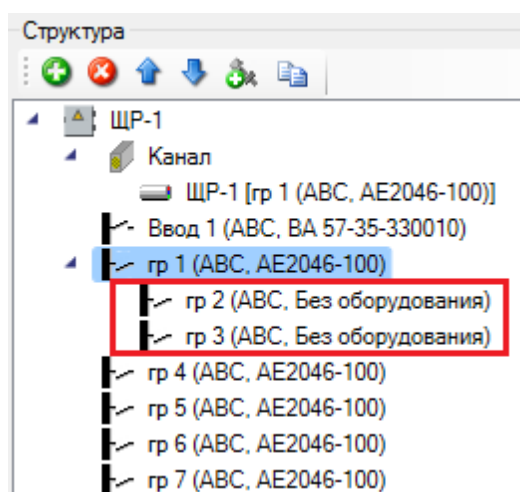 Структура
ЩР-1
Канал
ЩР-1 [гр 1 (ABC, AE2046-100)]
Ввод 1 (ABC, ВА 57-35-330010)
гр 1 (ABC, AE2046-100)
гр 2 (ABC, Без оборудования)
гр 3 (ABC, Без оборудования)
гр 4 (ABC, AE2046-100)
гр 5 (ABC, AE2046-100)
гр 6 (ABC, AE2046-100)
гр 7 (ABC, AE2046-100)